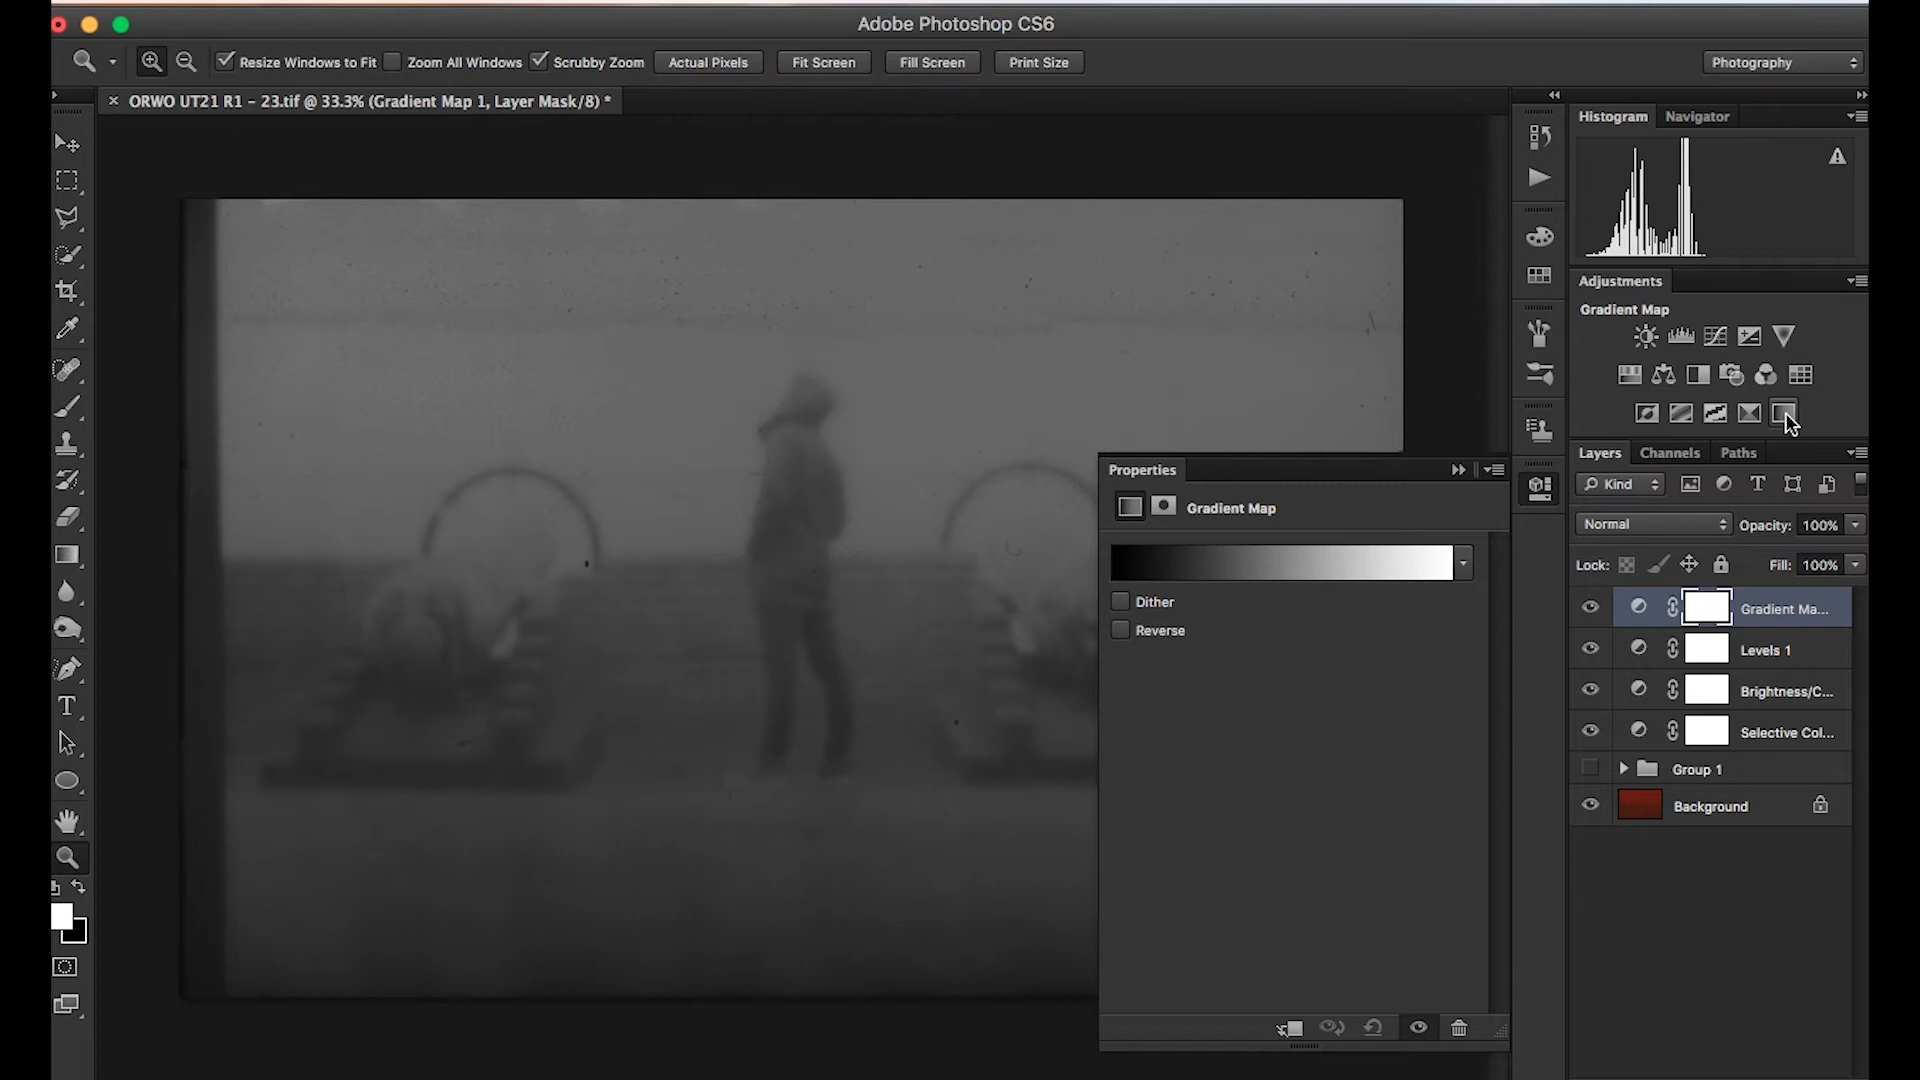 Adobe Photoshop CS6
Resize Windows to Fit Zoom All Windows Scrubby Zoom Actual Pixels Fit Screen Fill Screen Print Size Photography
ORWO UT21 R1 – 23.tif @ 33.3% (Gradient Map 1, Layer Mask/8) *
Histogram Navigator
Adjustments
Gradient Map
Layers Channels Paths
Kind
Normal Opacity: 100%
Lock: Fill: 100%
Gradient Ma...
Levels 1
Brightness/C...
Selective Col...
Group 1
Background
Properties
Gradient Map
Dither
Reverse